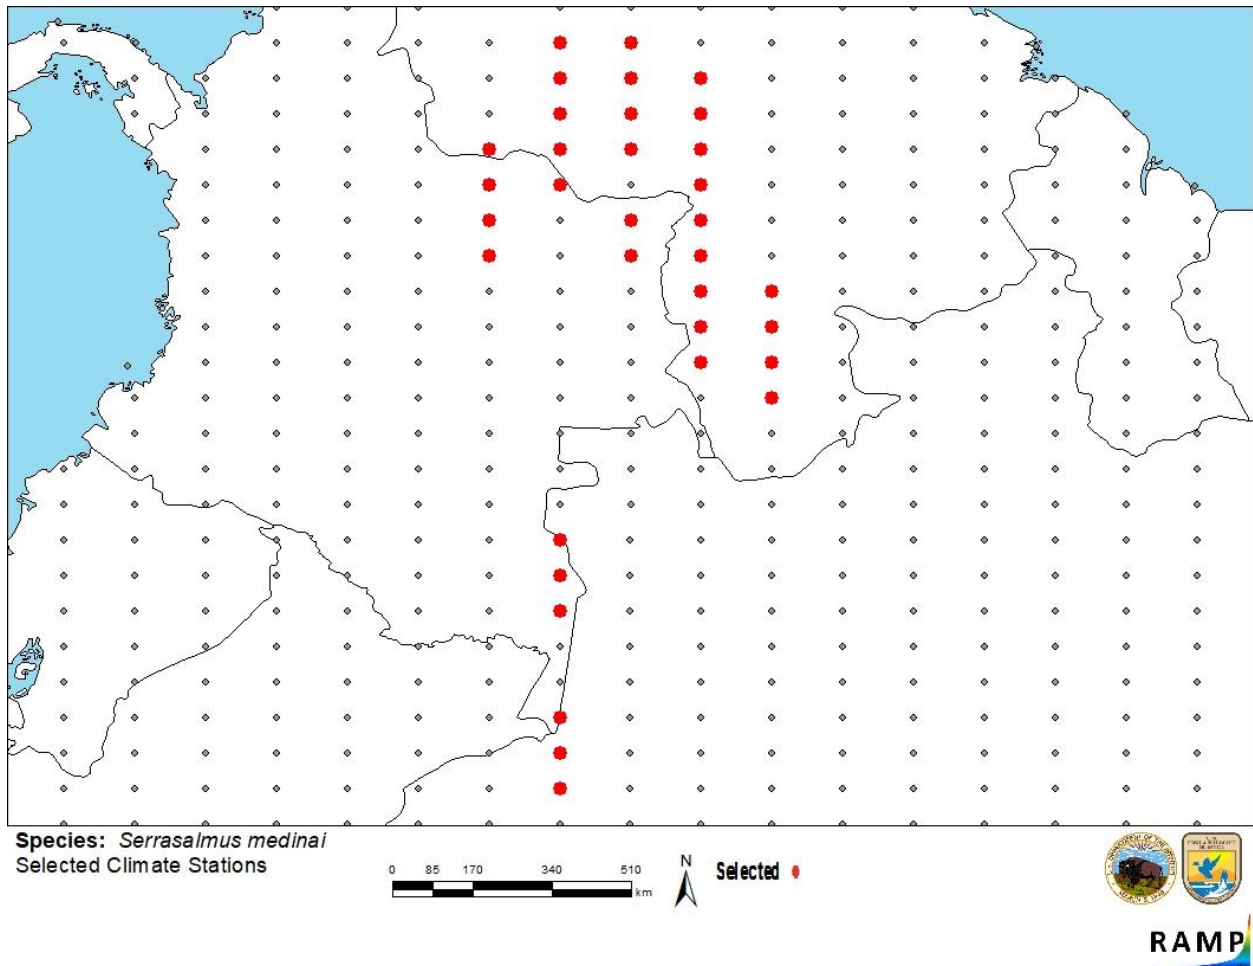 Species: Serrasalmus medinai
Selected Climate Stations
0 85 170 340 510
km
N
Selected
RAMP